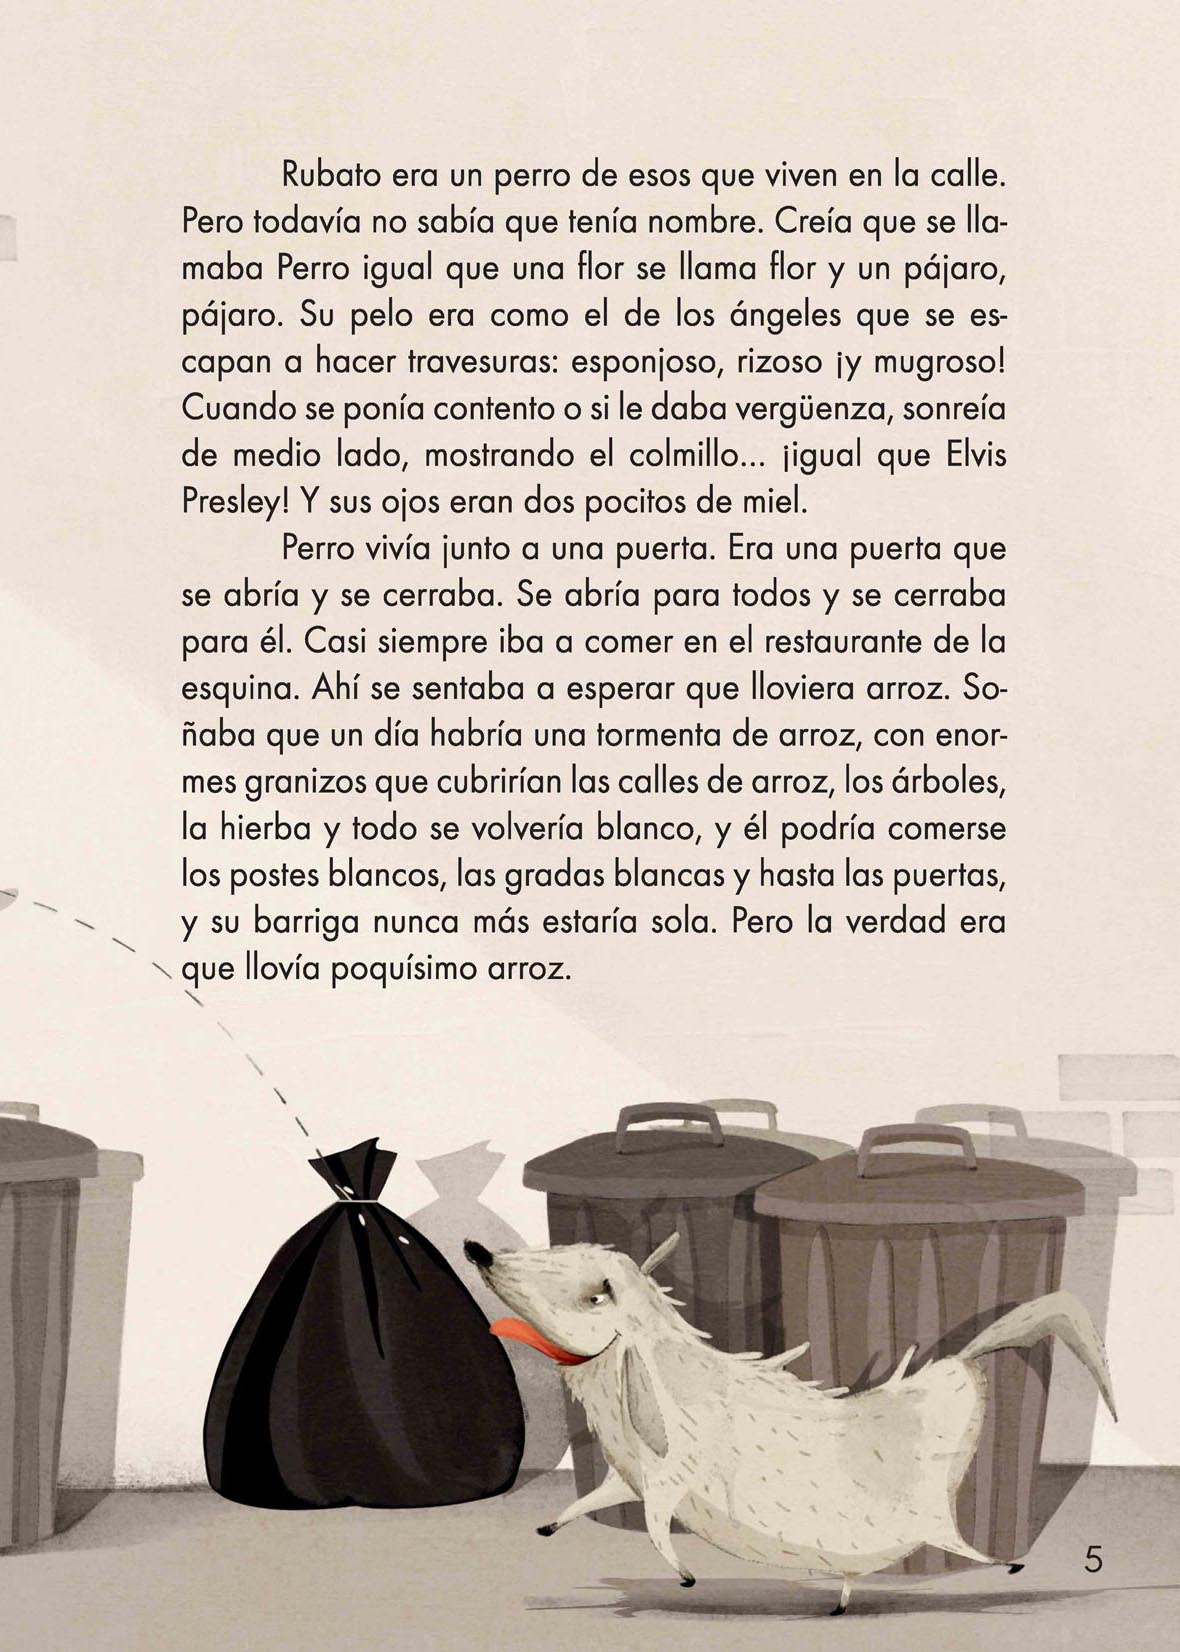 Rubato era un perro de esos que viven en la calle.
Pero todavía no sabía que tenía nombre. Creía que se lla-
maba Perro igual que una flor se llama flor y un pájaro,
pájaro. Su pelo era como el de los ángeles que se es-
capan a hacer travesuras: esponjoso, rizoso ¡y mugroso!
Cuando se ponía contento o si le daba vergüenza, sonreía
de medio lado, mostrando el colmillo... ¡igual que Elvis
Presley! Y sus ojos eran dos pocitos de miel.
Perro vivía junto a una puerta. Era una puerta que
se abría y se cerraba. Se abría para todos y se cerraba
para él. Casi siempre iba a comer en el restaurante de la
esquina. Ahí se sentaba a esperar que lloviera arroz. So-
ñaba que un día habría una tormenta de arroz, con enor-
mes granizos que cubrirían las calles de arroz, los árboles,
la hierba y todo se volvería blanco, y él podría comerse
los postes blancos, las gradas blancas y hasta las puertas,
y su barriga nunca más estaría sola. Pero la verdad era
que llovía poquísimo arroz.
5